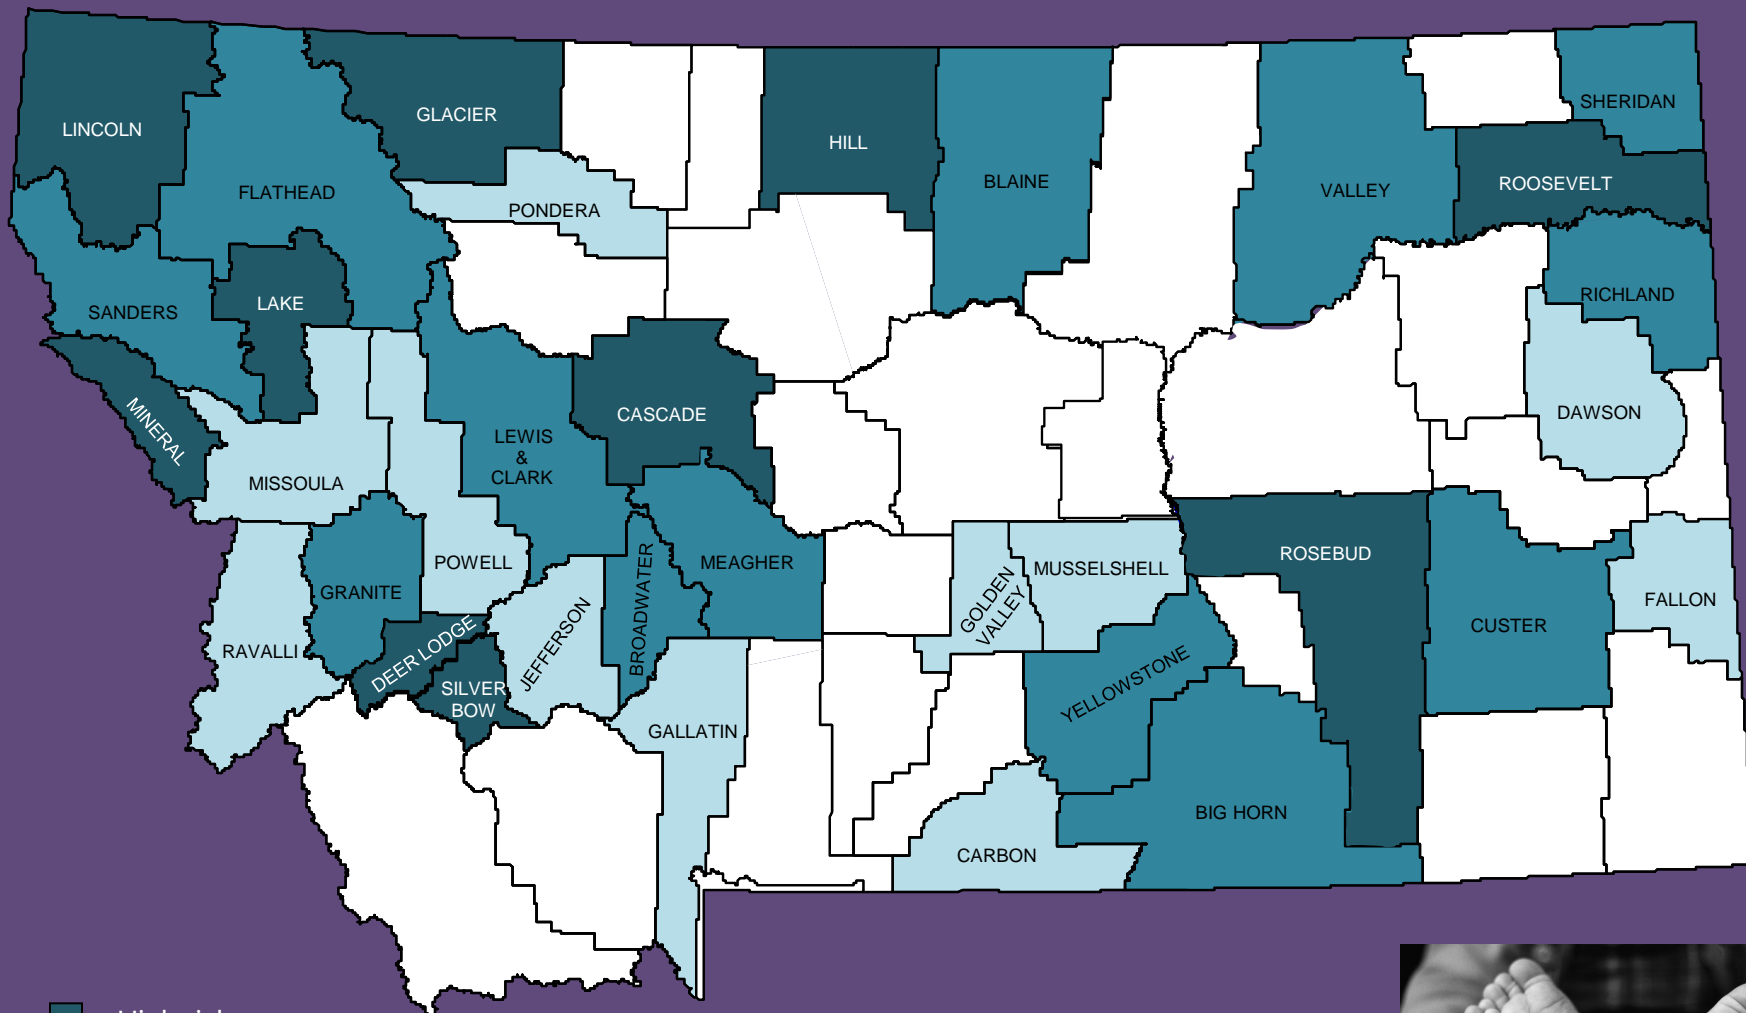 LINCOLN
FLATHEAD
GLACIER
PONDERA
HILL
BLAINE
VALLEY
SHERIDAN
ROOSEVELT
RICHLAND
SANDERS
LAKE
MINERAL
MISSOULA
LEWIS
&
CLARK
CASCADE
DAWSON
POWELL
GRANITE
RAVALLI
DEER LODGE
SILVER
BOW
JEFFERSON
BROADWATER
MEAGHER
GALLATIN
GOLDEN
VALLEY
MUSSELSHELL
ROSEBUD
CUSTER
FALLON
YELLOWSTONE
BIG HORN
CARBON